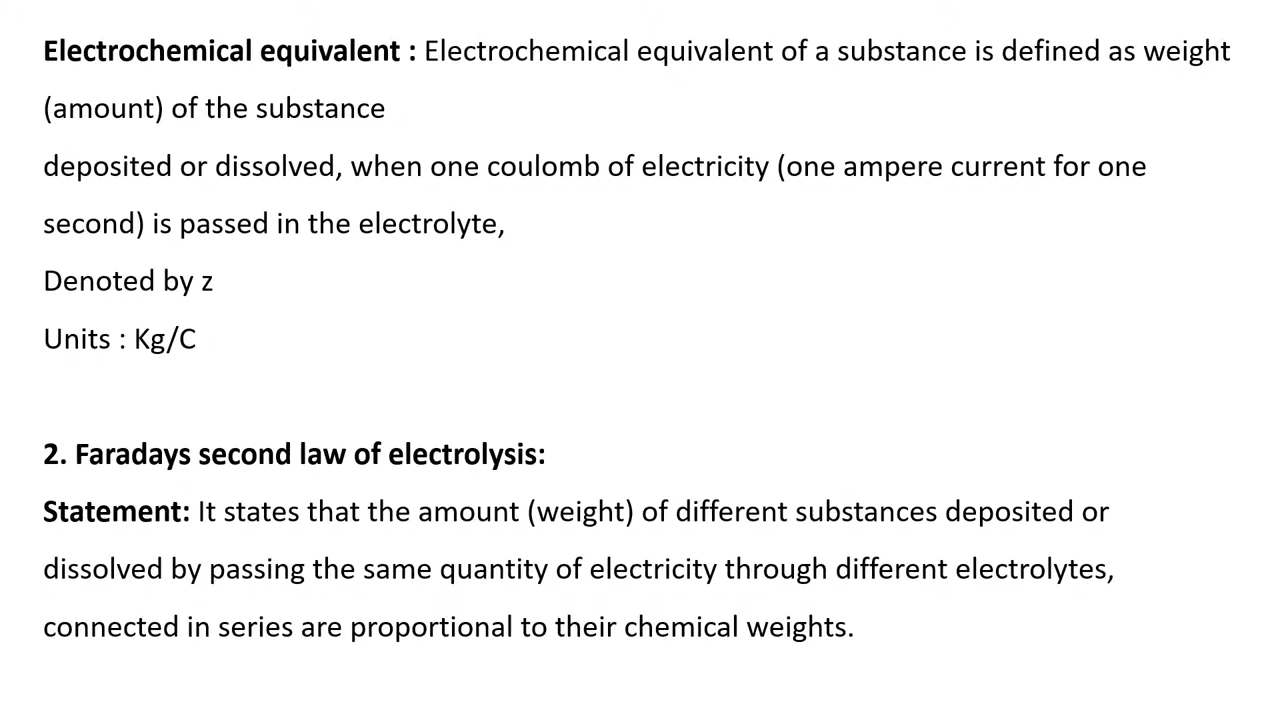 Electrochemical equivalent : Electrochemical equivalent of a substance is defined as weight
(amount) of the substance
deposited or dissolved, when one coulomb of electricity (one ampere current for one
second) is passed in the electrolyte,
Denoted by z
Units : Kg/C
2. Faradays second law of electrolysis:
Statement: It states that the amount (weight) of different substances deposited or
dissolved by passing the same quantity of electricity through different electrolytes,
connected in series are proportional to their chemical weights.